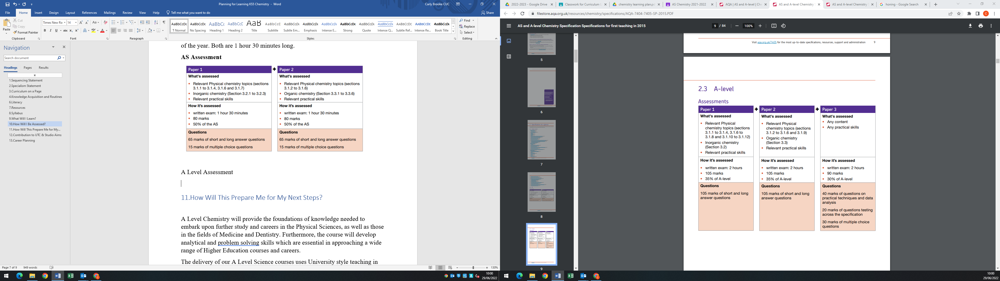 Planning for Learning KS5 Chemistry - Word
Carly Brooke CUC
File Home Insert Design Layout References Mailings Review View Help Tell me what you want to do
Share
Paste
Cut
Copy
Format Painter
Clipboard
Times New Ro 14
Font
Paragraph
AaBbCcDc AaBbCcDc AaBbCc AaBbCcE AaB AaBbCcD AaBbCcDc AaBbCcDc AaBbCcDc AaBbCcDc AaBbCcDc AaBbCcDc AaBbCcDc AaBbCcDc AaBbCcDc
¶ Normal No Spacing Heading 1 Heading 2 Title Subtitle Subtle Em... Emphasis Intense E... Strong Quote Intense Q... Subtle Ref... Intense Re... Book Title
Styles
Find
Replace
Select
Editing
Navigation
Search document
Headings Pages Results
1.Sequencing Statement
2.Specialism Statement
3.Curriculum on a Page
4.Knowledge Acquisition and Routines
6.Literacy
7.Resources
8.Syllabus
9.What Will I Learn?
10.How Will I Be Assessed?
11.How Will This Prepare Me for My...
12.Contribution to UTC & Studio Aims
13.Career Planning
of the year. Both are 1 hour 30 minutes long.
AS Assessment
Paper 1
What's assessed
• Relevant Physical chemistry topics (sections
3.1.1 to 3.1.4, 3.1.6 and 3.1.7)
• Inorganic chemistry (Section 3.2.1 to 3.2.3)
• Relevant practical skills
How it's assessed
• written exam: 1 hour 30 minutes
• 80 marks
• 50% of the AS
Questions
65 marks of short and long answer questions
15 marks of multiple choice questions
+
Paper 2
What's assessed
• Relevant Physical chemistry topics (sections
3.1.2 to 3.1.6)
• Organic chemistry (Section 3.3.1 to 3.3.6)
• Relevant practical skills
How it's assessed
• written exam: 1 hour 30 minutes
• 80 marks
• 50% of the AS
Questions
65 marks of short and long answer questions
15 marks of multiple choice questions
A Level Assessment
11.How Will This Prepare Me for My Next Steps?
A Level Chemistry will provide the foundations of knowledge needed to
embark upon further study and careers in the Physical Sciences, as well as those
in the fields of Medicine and Dentistry. Furthermore, the course will develop
analytical and problem solving skills which are essential in approaching a wide
range of Higher Education courses and careers.
The delivery of our A Level Science courses uses University style teaching in
Page 7 of 9 949 words
130%
10:00
29/06/2022
2022-2023 - Google Drive
Classwork for Curriculum
chemistry learning plan.pd
AS Chemistry 2021-2022
AQA | AS and A-level | Che
AS and A-level Chemistry
AS and A-level Chemistry
honing - Google Search
filestore.aqa.org.uk/resources/chemistry/specifications/AQA-7404-7405-SP-2015.PDF
AS and A-level Chemistry Specification Specifications for first teaching in 2015
9 / 84
100%
5
6
7
8
9
Visit aqa.org.uk/7405 for the most up-to-date specifications, resources, support and administration 9
2.3 A-level
Assessments
Paper 1
What's assessed
• Relevant Physical
chemistry topics (sections
3.1.1 to 3.1.4, 3.1.6 to
3.1.8 and 3.1.10 to 3.1.12)
• Inorganic chemistry
(Section 3.2)
• Relevant practical skills
How it's assessed
• written exam: 2 hours
• 105 marks
• 35% of A-level
Questions
105 marks of short and long
answer questions
+
Paper 2
What's assessed
• Relevant Physical
chemistry topics (sections
3.1.2 to 3.1.6 and 3.1.9)
• Organic chemistry
(Section 3.3)
• Relevant practical skills
How it's assessed
• written exam: 2 hours
• 105 marks
• 35% of A-level
Questions
105 marks of short and long
answer questions
+
Paper 3
What's assessed
• Any content
• Any practical skills
How it's assessed
• written exam: 2 hours
• 90 marks
• 30% of A-level
Questions
40 marks of questions on
practical techniques and data
analysis
20 marks of questions testing
across the specification
30 marks of multiple choice
questions
10:00
29/06/2022